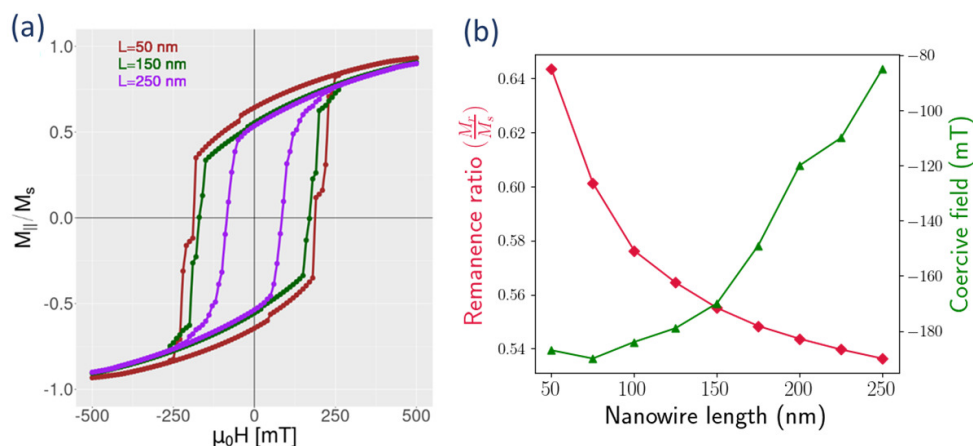 (a)
L=50 nm
L=150 nm
L=250 nm
1.0
0.5
0.0
-0.5
-1.0
M||/Ms
-500 -250 0 250 500
μ0H [mT]
(b)
0.64
0.62
0.60
0.58
0.56
0.54
Remanence ratio (Mr/Ms)
−80
−100
−120
−140
−160
−180
Coercive field (mT)
50 100 150 200 250
Nanowire length (nm)